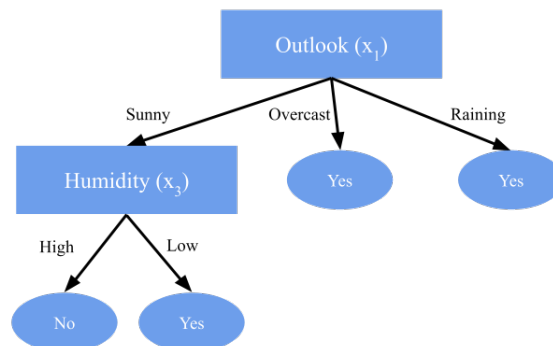 Outlook (x₁)
Sunny
Overcast
Raining
Humidity (x₃)
Yes
Yes
High
Low
No
Yes